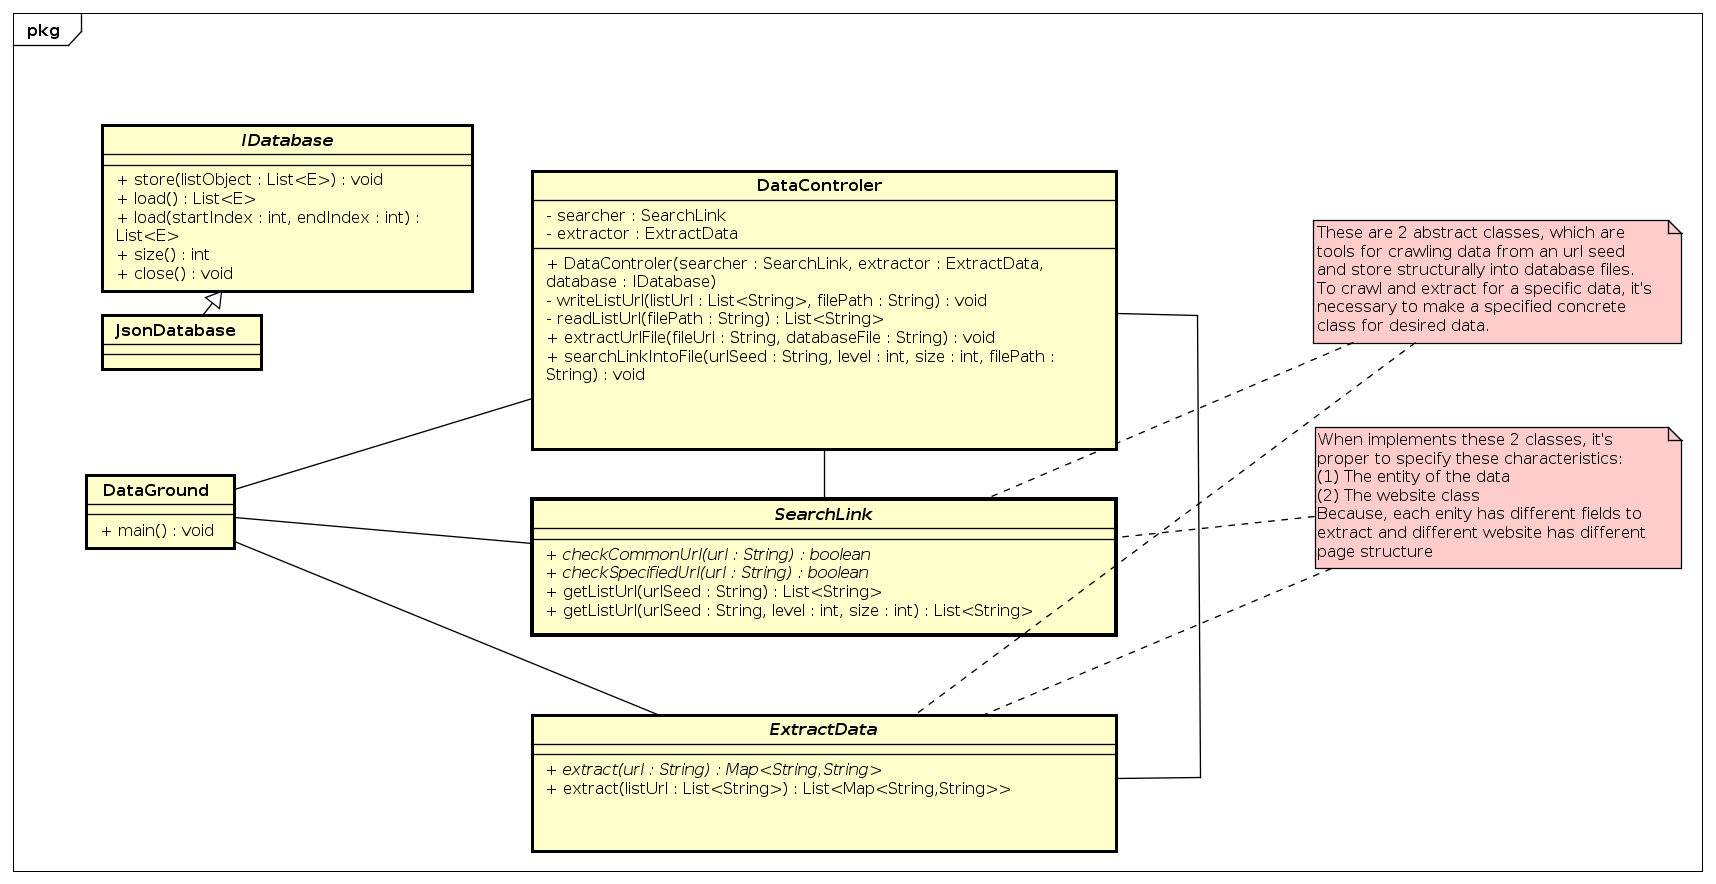 pkg
IDatabase
+ store(listObject : List<E>) : void
+ load() : List<E>
+ load(startIndex : int, endIndex : int) :
List<E>
+ size() : int
+ close() : void
JsonDatabase
DataControler
- searcher : SearchLink
- extractor : ExtractData
+ DataControler(searcher : SearchLink, extractor : ExtractData,
database : IDatabase)
- writeListUrl(listUrl : List<String>, filePath : String) : void
- readListUrl(filePath : String) : List<String>
+ extractUrlFile(fileUrl : String, databaseFile : String) : void
+ searchLinkIntoFile(urlSeed : String, level : int, size : int, filePath :
String) : void
These are 2 abstract classes, which are
tools for crawling data from an url seed
and store structurally into database files.
To crawl and extract for a specific data, it's
necessary to make a specified concrete
class for desired data.
When implements these 2 classes, it's
proper to specify these characteristics:
(1) The entity of the data
(2) The website class
Because, each enity has different fields to
extract and different website has different
page structure
DataGround
+ main() : void
SearchLink
+ checkCommonUrl(url : String) : boolean
+ checkSpecifiedUrl(url : String) : boolean
+ getListUrl(urlSeed : String) : List<String>
+ getListUrl(urlSeed : String, level : int, size : int) : List<String>
ExtractData
+ extract(url : String) : Map<String,String>
+ extract(listUrl : List<String>) : List<Map<String,String>>